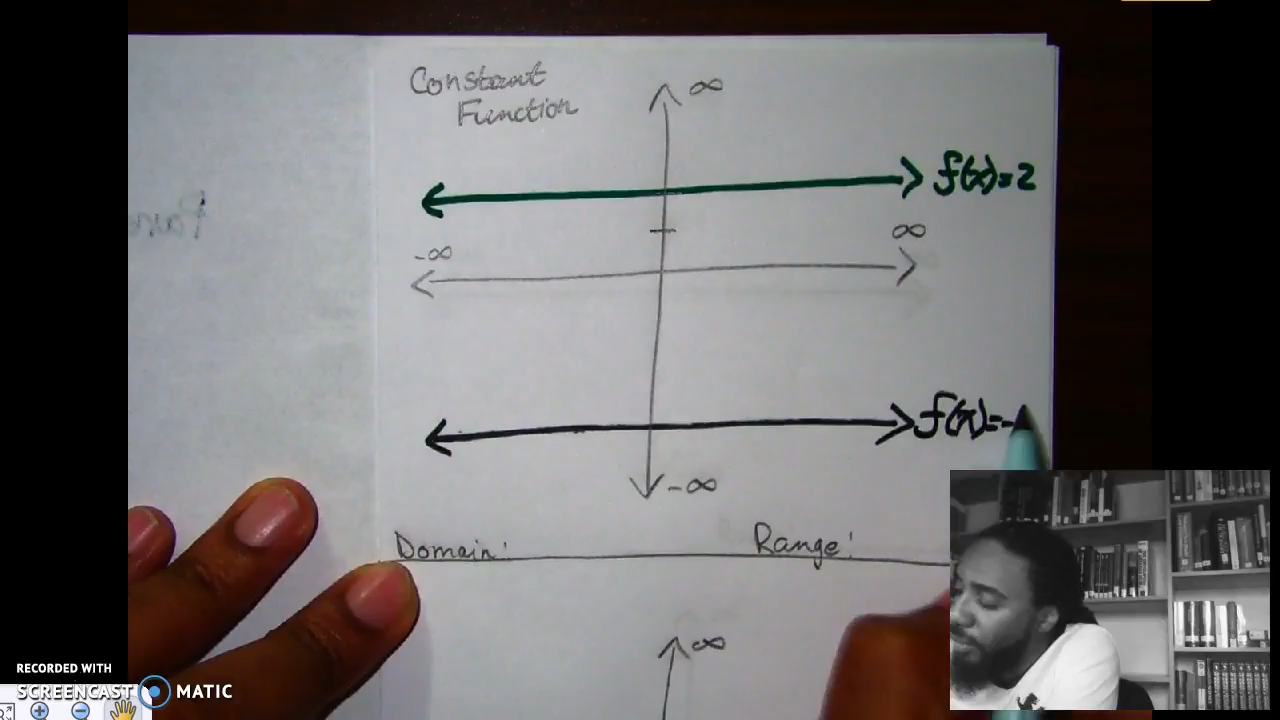 Constant
Function
∞
f(x)=2
∞
-∞
f(x)=-
-∞
Domain:
Range:
∞
RECORDED WITH
SCREENCAST MATIC